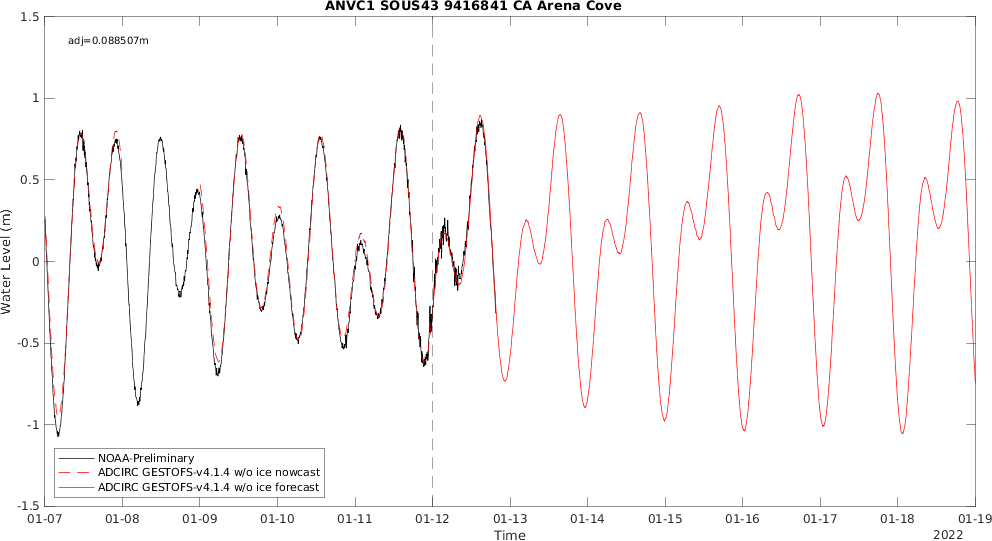 ANVC1 SOUS43 9416841 CA Arena Cove
adj=0.088507m
1.5
1
0.5
0
-0.5
-1
-1.5
Water Level (m)
NOAA-Preliminary
ADCIRC GESTOFS-v4.1.4 w/o ice nowcast
ADCIRC GESTOFS-v4.1.4 w/o ice forecast
01-07 01-08 01-09 01-10 01-11 01-12 01-13 01-14 01-15 01-16 01-17 01-18 01-19
Time
2022